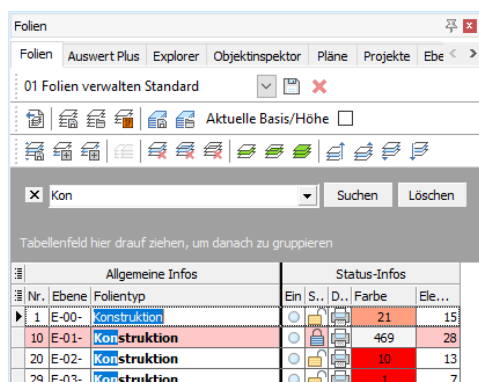 Folien
Folien Auswert Plus Explorer Objektinspektor Pläne Projekte Ebe
01 Folien verwalten Standard
Aktuelle Basis/Höhe
Kon Suchen Löschen
Tabellenfeld hier drauf ziehen, um danach zu gruppieren
Allgemeine Infos Status-Infos
Nr. Ebene Folientyp Ein S... D... Farbe Ele...
1 E-00- Konstruktion 21 15
10 E-01- Konstruktion 469 28
20 E-02- Konstruktion 10 13
29 E-03- Konstruktion 1 7